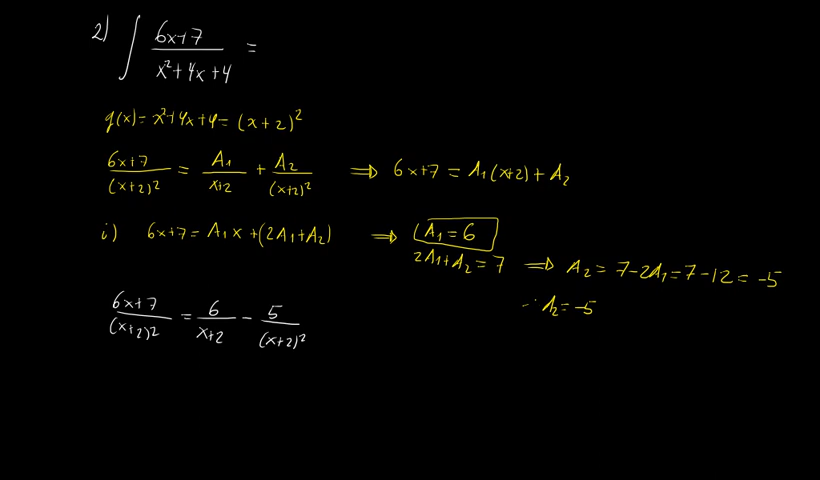 2) ∫ (6x+7)/(x²+4x+4) =
g(x) = x²+4x+4 = (x+2)²
(6x+7)/(x+2)² = A₁/(x+2) + A₂/(x+2)² ⟹ 6x+7 = A₁(x+2) + A₂
i) 6x+7 = A₁x + (2A₁+A₂) ⟹ A₁ = 6
2A₁+A₂ = 7 ⟹ A₂ = 7-2A₁ = 7-12 = -5
∴ A₂ = -5
(6x+7)/(x+2)² = 6/(x+2) - 5/(x+2)²